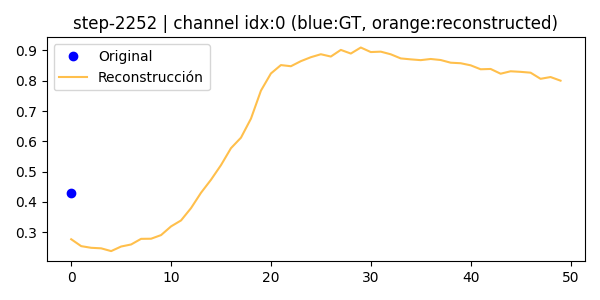 step-2252 | channel idx:0 (blue:GT, orange:reconstructed)
Original
Reconstrucción
0.9
0.8
0.7
0.6
0.5
0.4
0.3
0 10 20 30 40 50